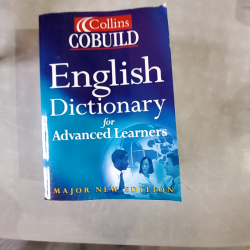 Collins
COBUILD
English
Dictionary
for
Advanced Learners
MAJOR NEW EDITION